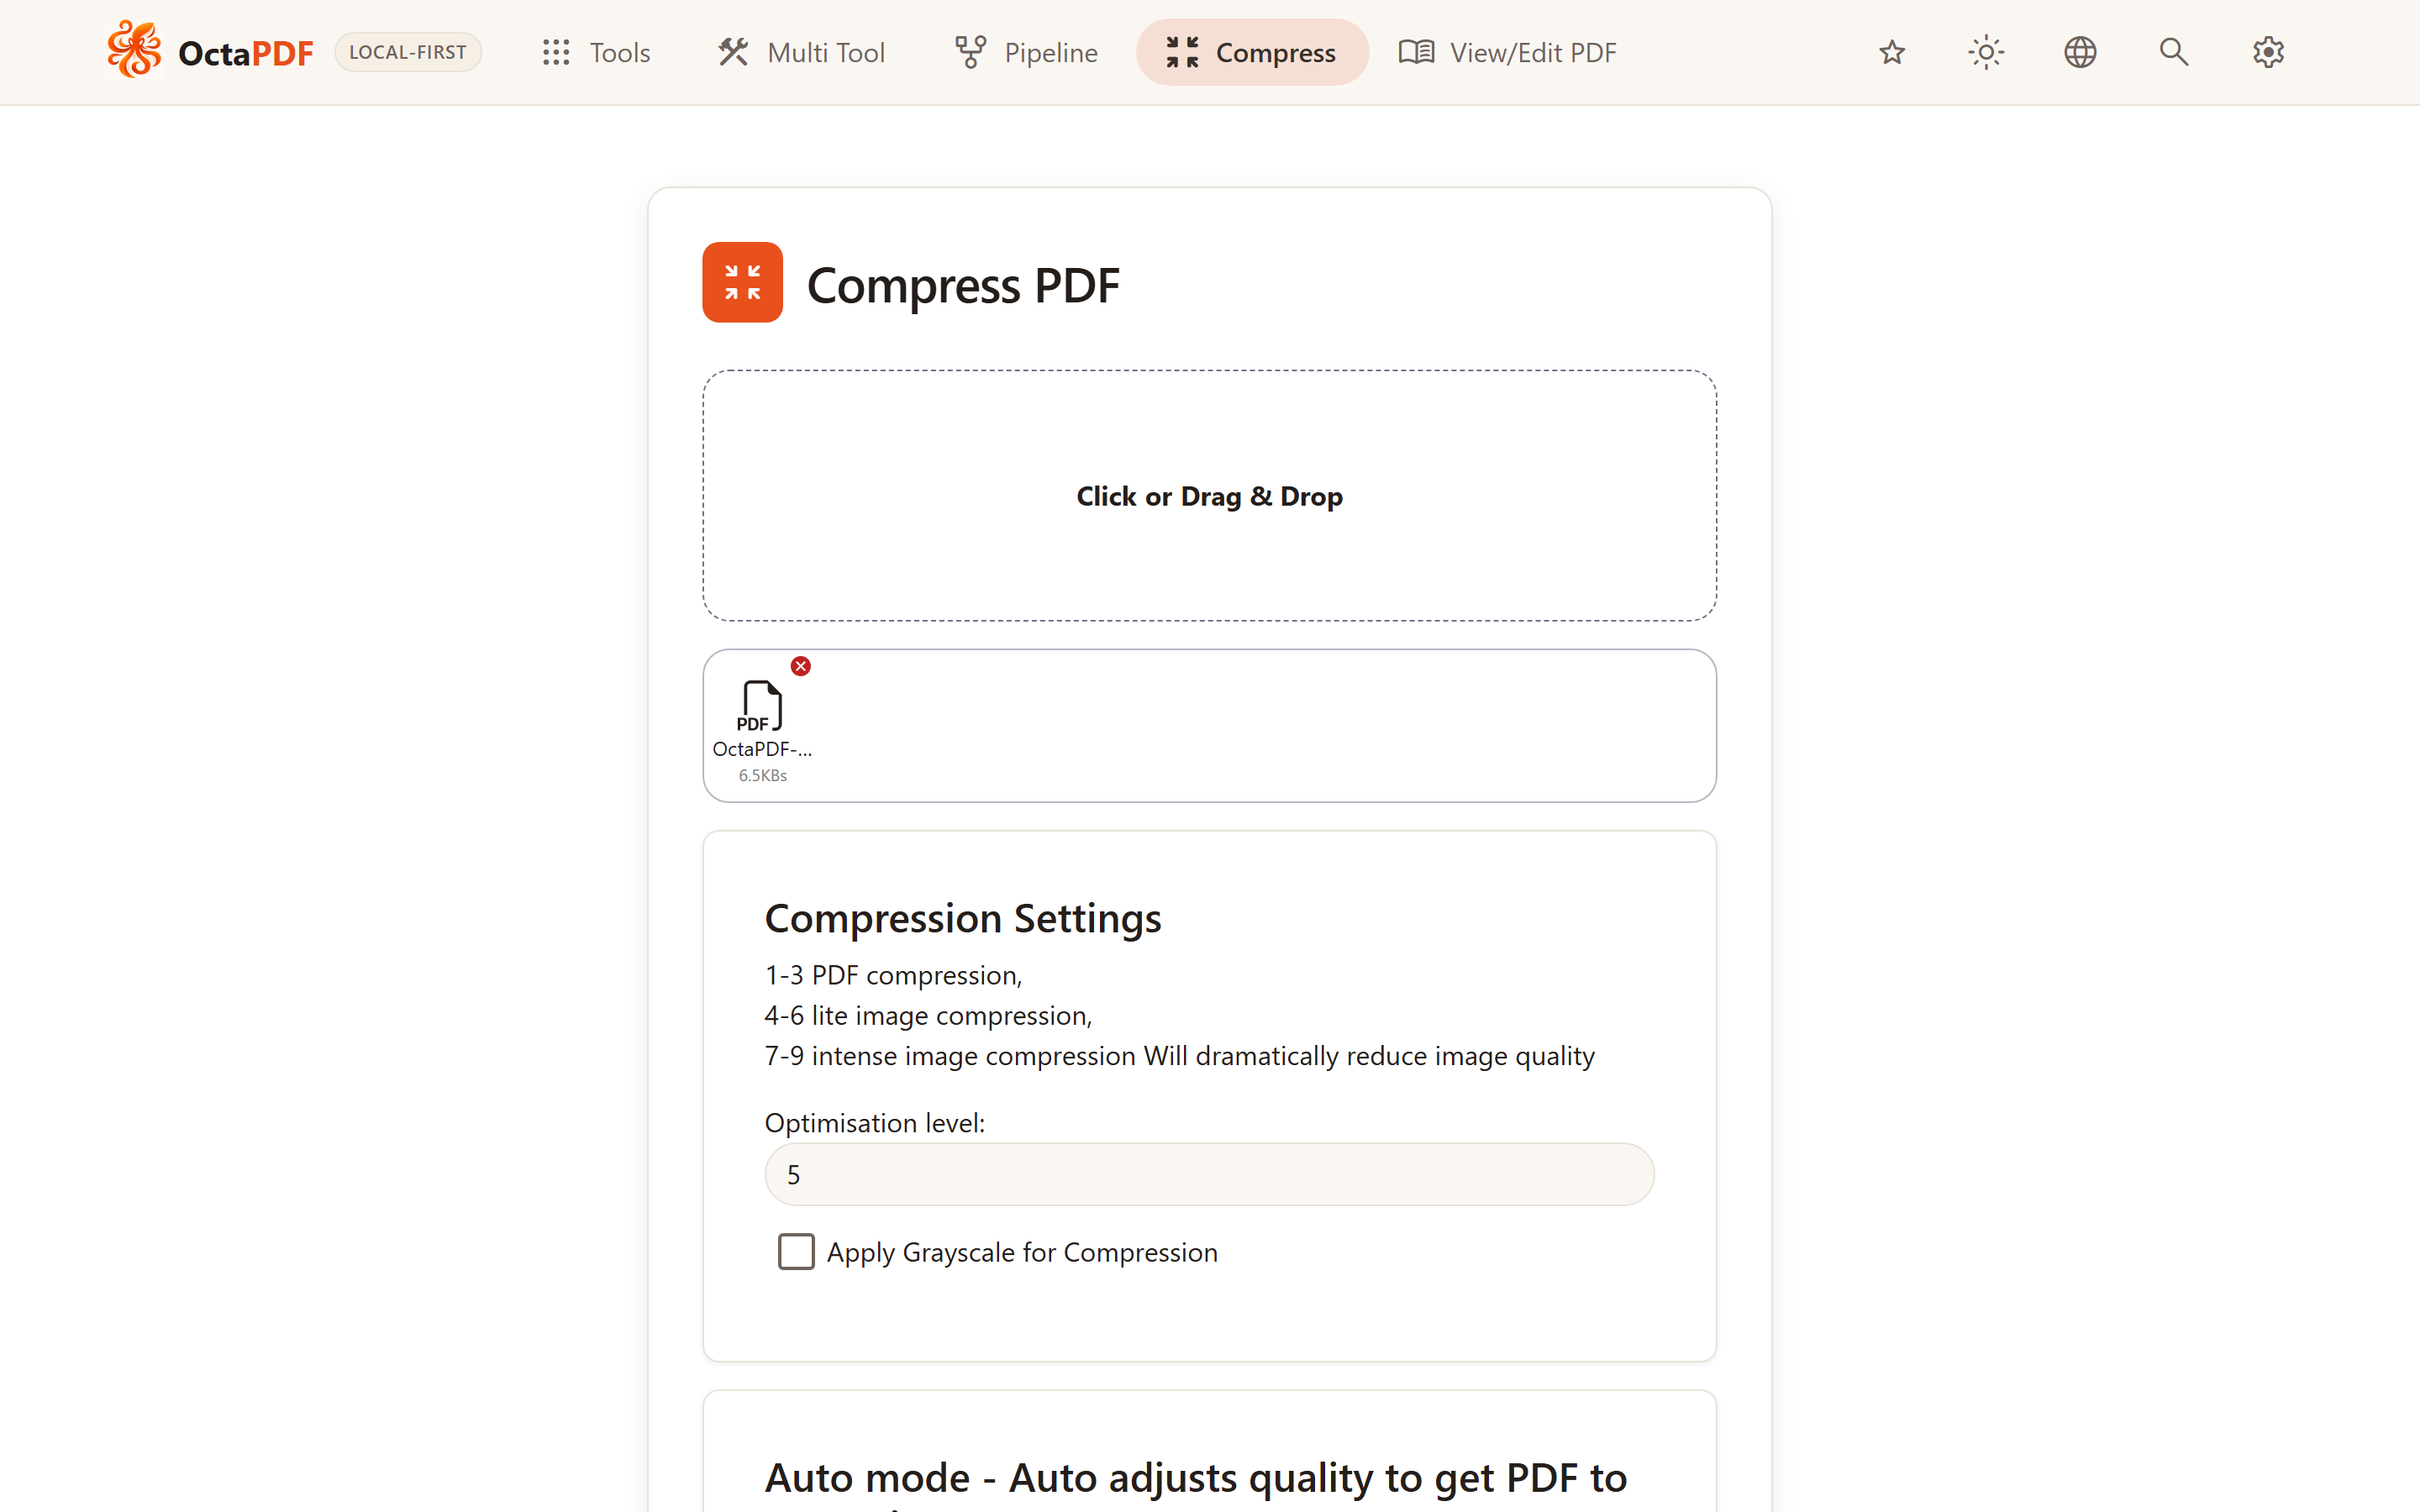 OctaPDF LOCAL-FIRST Tools Multi Tool Pipeline Compress View/Edit PDF
Compress PDF
Click or Drag & Drop
PDF
OctaPDF-...
6.5KBs
Compression Settings
1-3 PDF compression,
4-6 lite image compression,
7-9 intense image compression Will dramatically reduce image quality
Optimisation level:
5
Apply Grayscale for Compression
Auto mode - Auto adjusts quality to get PDF to